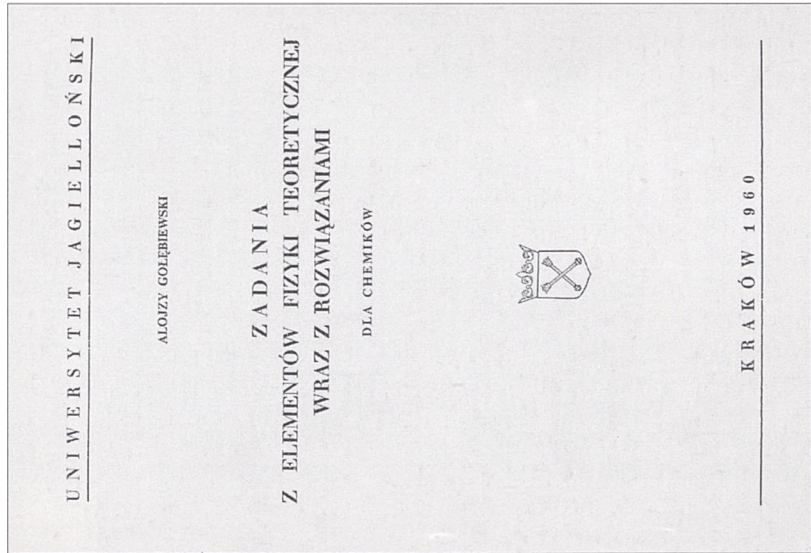 UNIWERSYTET JAGIELLOŃSKI
ALOJZY GOŁĘBIEWSKI
ZADANIA
Z ELEMENTÓW FIZYKI TEORETYCZNEJ
WRAZ Z ROZWIĄZANIAMI
DLA CHEMIKÓW
KRAKÓW 1960